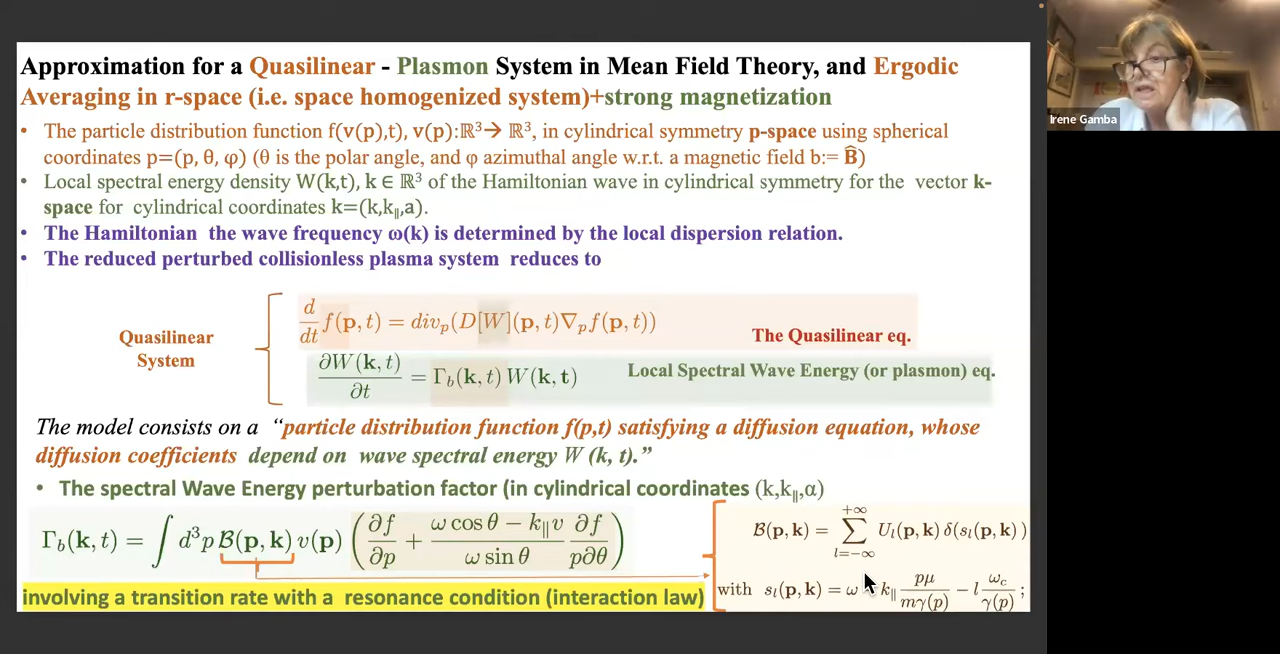 Approximation for a Quasilinear - Plasmon System in Mean Field Theory, and Ergodic
Averaging in r-space (i.e. space homogenized system)+strong magnetization
• The particle distribution function f(v(p),t), v(p):ℝ³→ ℝ³, in cylindrical symmetry p-space using spherical
coordinates p=(p, θ, φ) (θ is the polar angle, and φ azimuthal angle w.r.t. a magnetic field b:= B̂)
• Local spectral energy density W(k,t), k ∈ ℝ³ of the Hamiltonian wave in cylindrical symmetry for the vector k-
space for cylindrical coordinates k=(k,k∥,a).
• The Hamiltonian the wave frequency ω(k) is determined by the local dispersion relation.
• The reduced perturbed collisionless plasma system reduces to
Quasilinear
System
d/dt f(p, t) = div_p(D[W](p, t)∇_p f(p, t))
The Quasilinear eq.
∂W(k, t)/∂t = Γ_b(k, t) W(k, t)
Local Spectral Wave Energy (or plasmon) eq.
The model consists on a "particle distribution function f(p,t) satisfying a diffusion equation, whose
diffusion coefficients depend on wave spectral energy W (k, t)."
• The spectral Wave Energy perturbation factor (in cylindrical coordinates (k,k∥,α)
Γ_b(k, t) = ∫ d³p B(p, k) v(p) (∂f/∂p + (ω cos θ − k∥v)/(ω sin θ) ∂f/(p∂θ))
B(p, k) = ∑_{l=−∞}^{+∞} U_l(p, k) δ(s_l(p, k))
with s_l(p, k) = ω k∥ pμ/(mγ(p)) − l ω_c/γ(p) ;
involving a transition rate with a resonance condition (interaction law)
Irene Gamba